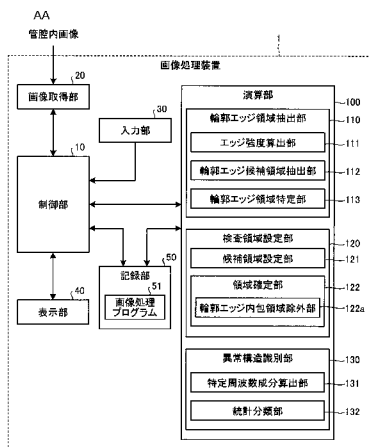 AA
管腔内画像
1
画像処理装置
20
画像取得部
30
入力部
10
制御部
50
記録部
51
画像処理
プログラム
40
表示部
演算部
100
輪郭エッジ領域抽出部
110
エッジ強度算出部
111
輪郭エッジ候補領域抽出部
112
輪郭エッジ領域特定部
113
検査領域設定部
120
候補領域設定部
121
領域確定部
122
輪郭エッジ内包領域除外部
122a
異常構造識別部
130
特定周波数成分算出部
131
統計分類部
132